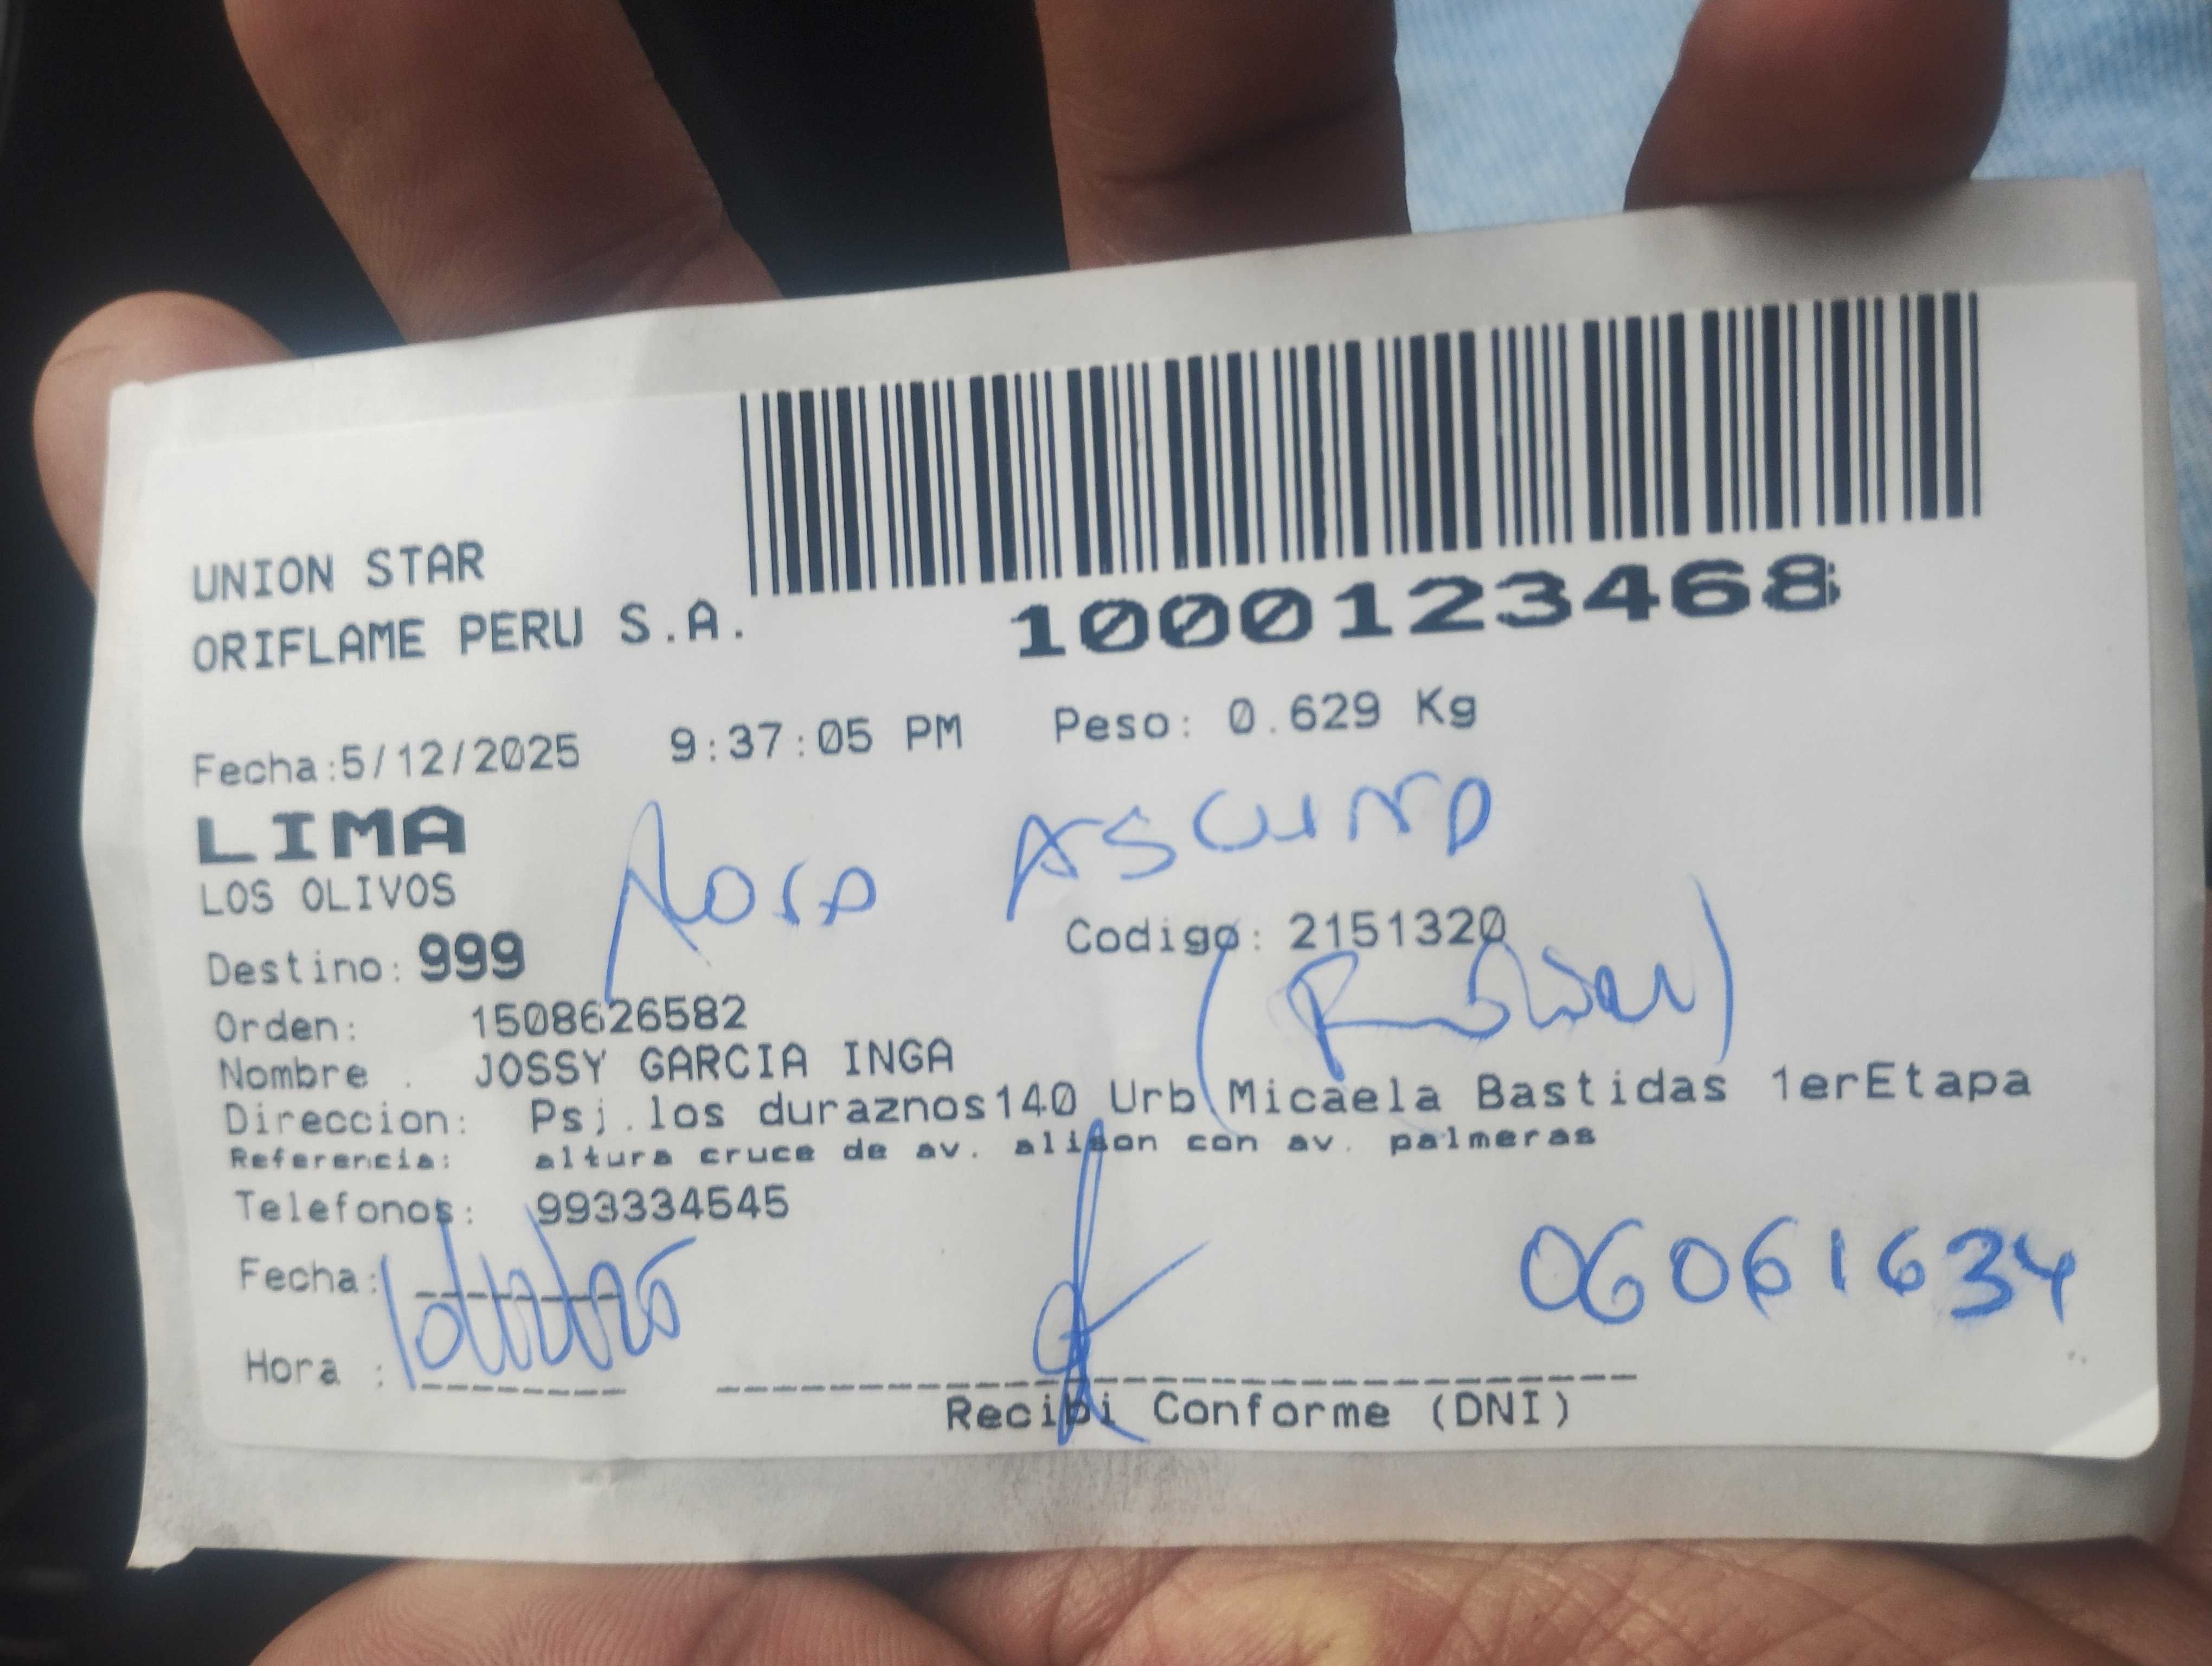 UNION STAR
ORIFLAME PERU S.A.
1000123468
Fecha:5/12/2025 9:37:05 PM Peso: 0.629 Kg
LIMA
Rosa Ascurra
LOS OLIVOS
Codigo: 2151320
Destino: 999
Orden: 1508626582
Nombre . JOSSY GARCIA INGA
Direccion: Psj.los duraznos140 Urb Micaela Bastidas 1erEtapa
Referencia: altura cruce de av. alison con av. palmeras
Telefonos: 993334545
06061634
Fecha:
Hora :
Recibi Conforme (DNI)